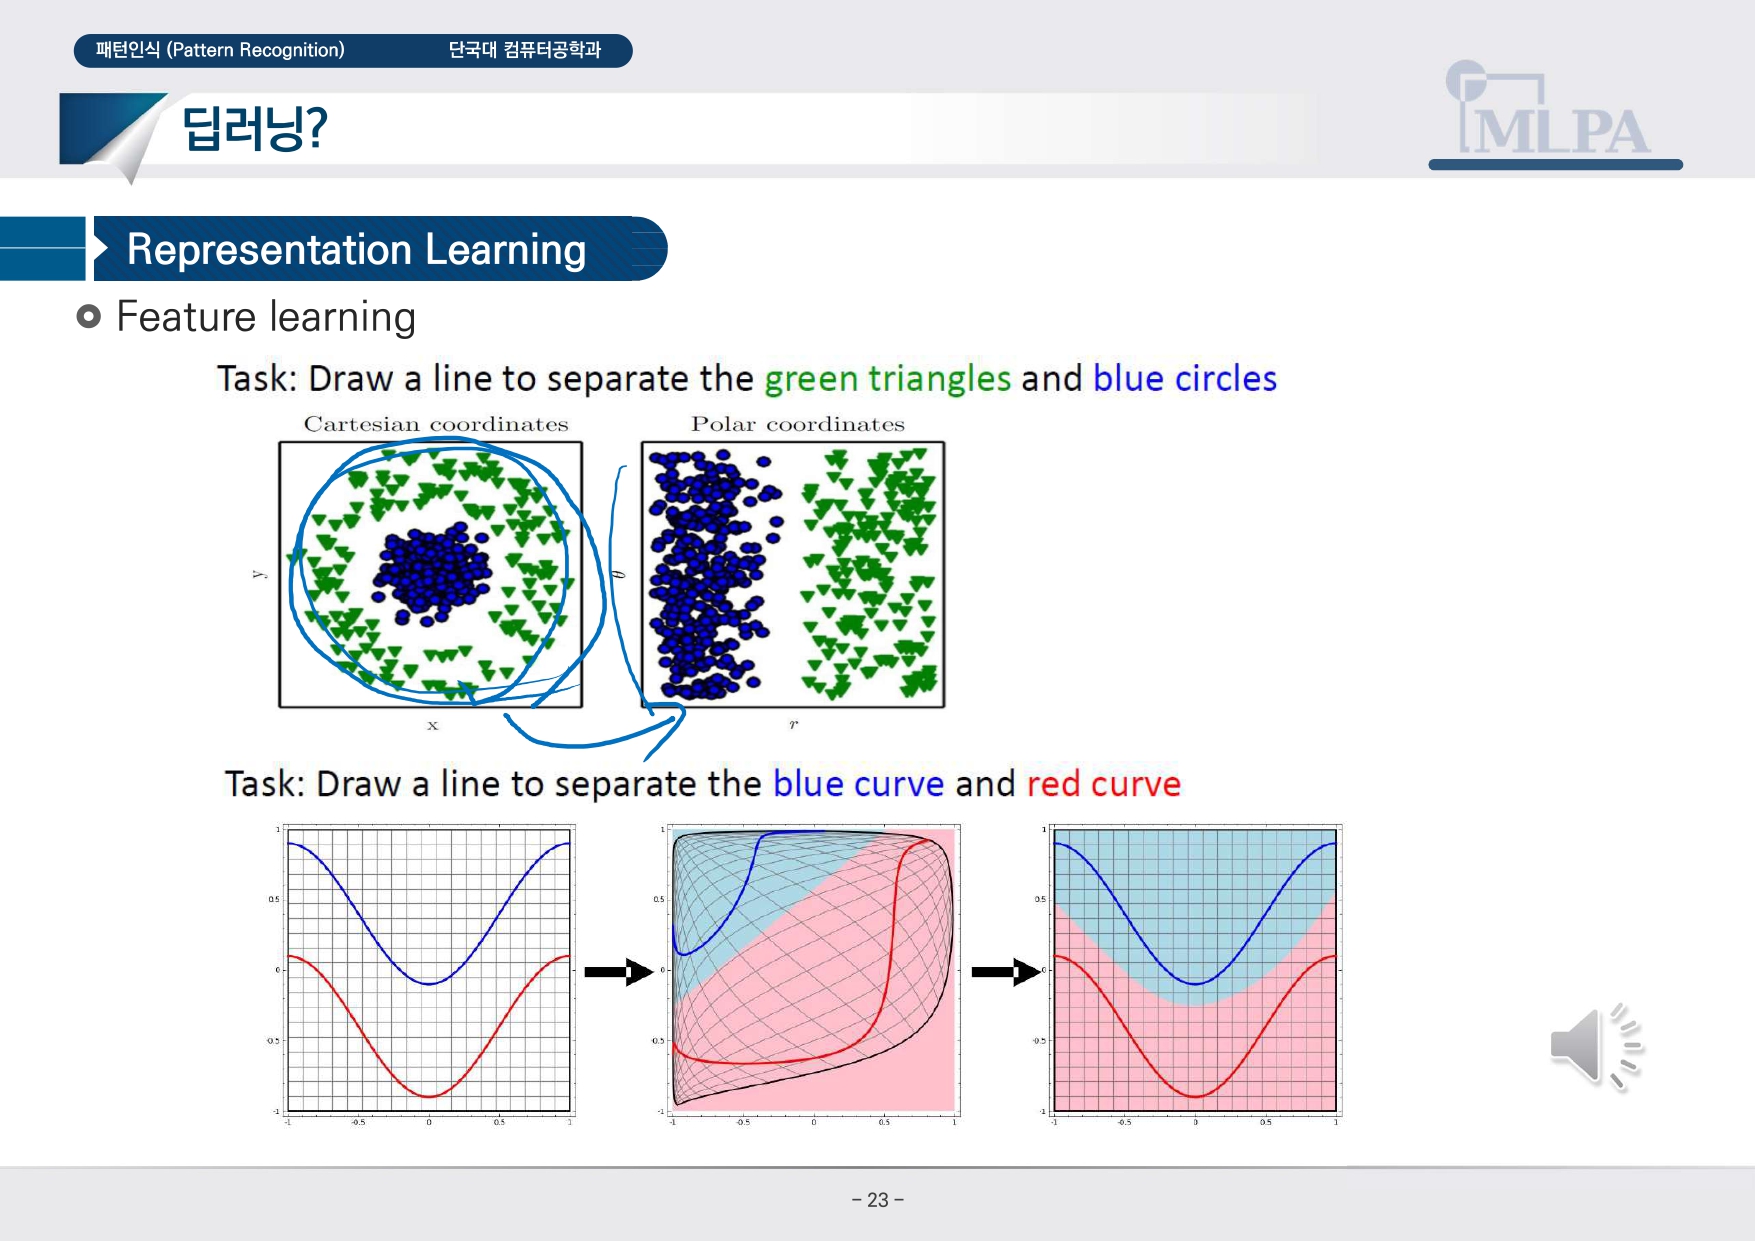 패턴인식 (Pattern Recognition) 단국대 컴퓨터공학과
딥러닝?
MLPA
Representation Learning
Feature learning
Task: Draw a line to separate the green triangles and blue circles
Cartesian coordinates Polar coordinates
y θ
x r
Task: Draw a line to separate the blue curve and red curve
1 1 1
0.5 0.5 0.5
0 0 0
-0.5 -0.5 -0.5
-1 -1 -1
-1 -0.5 0 0.5 1 -1 -0.5 0 0.5 1 -1 -0.5 0 0.5 1
- 23 -